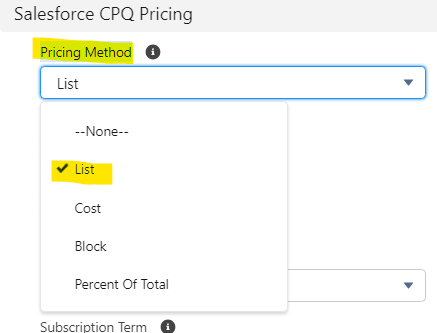 Salesforce CPQ Pricing
Pricing Method
List
--None--
List
Cost
Block
Percent Of Total
Subscription Term